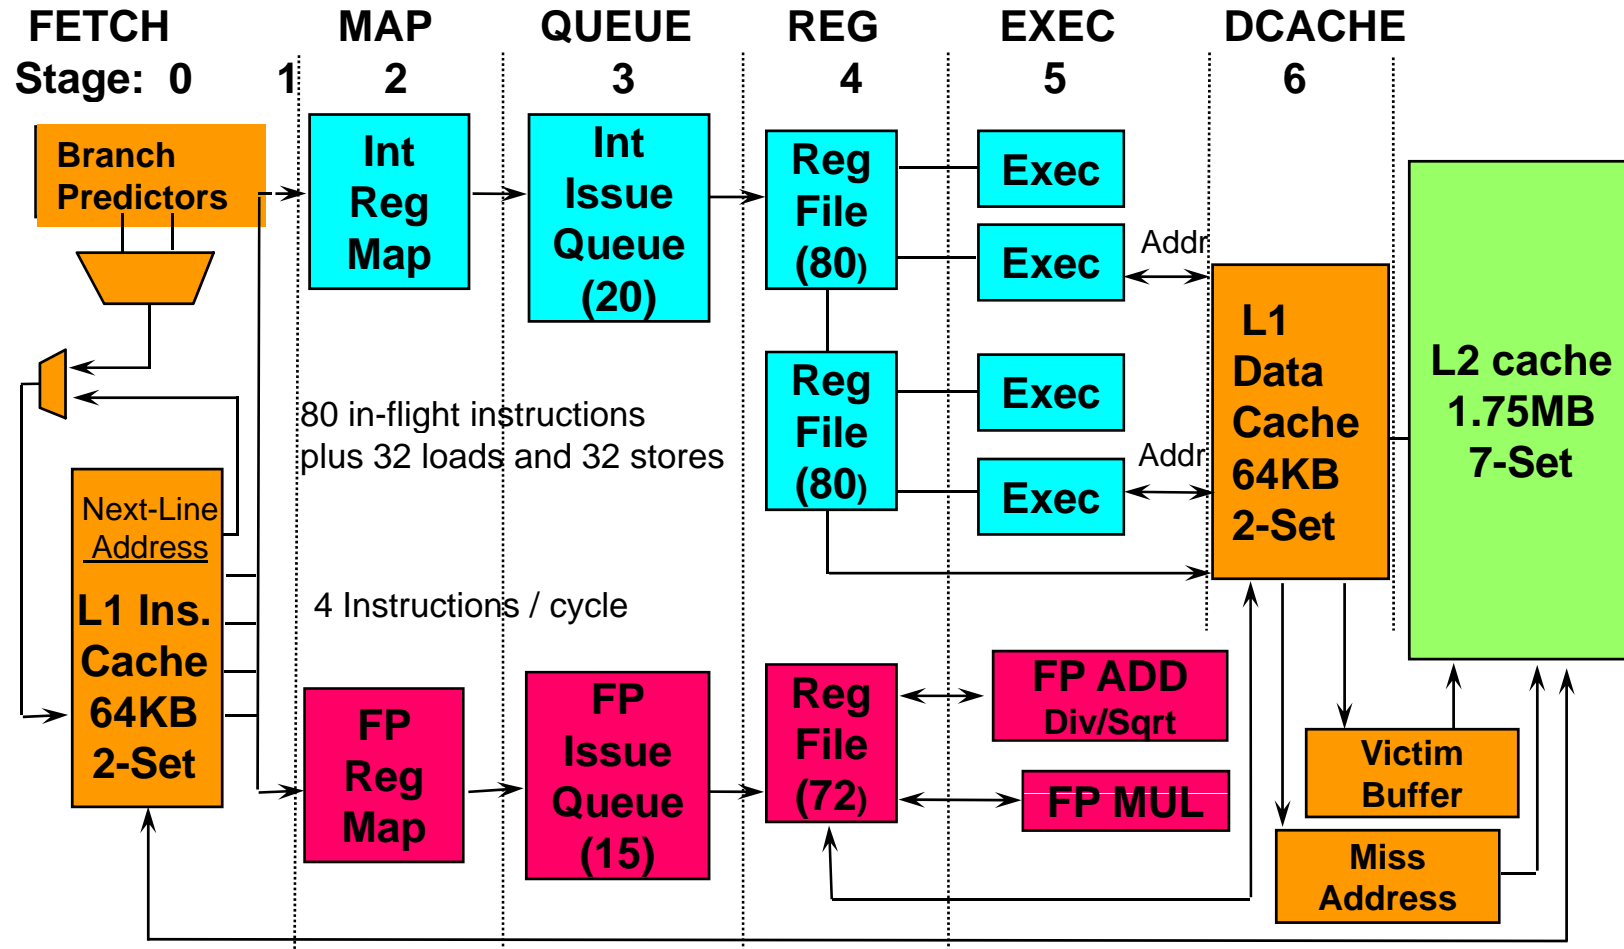 FETCH MAP QUEUE REG EXEC DCACHE
Stage: 0 1 2 3 4 5 6
Branch
Predictors
Int
Reg
Map
Int
Issue
Queue
(20)
Reg
File
(80)
Exec
Exec
Addr
Reg
File
(80)
Exec
Exec
Addr
L1
Data
Cache
64KB
2-Set
L2 cache
1.75MB
7-Set
80 in-flight instructions
plus 32 loads and 32 stores
Next-Line
Address
L1 Ins.
Cache
64KB
2-Set
4 Instructions / cycle
FP
Reg
Map
FP
Issue
Queue
(15)
Reg
File
(72)
FP ADD
Div/Sqrt
FP MUL
Victim
Buffer
Miss
Address